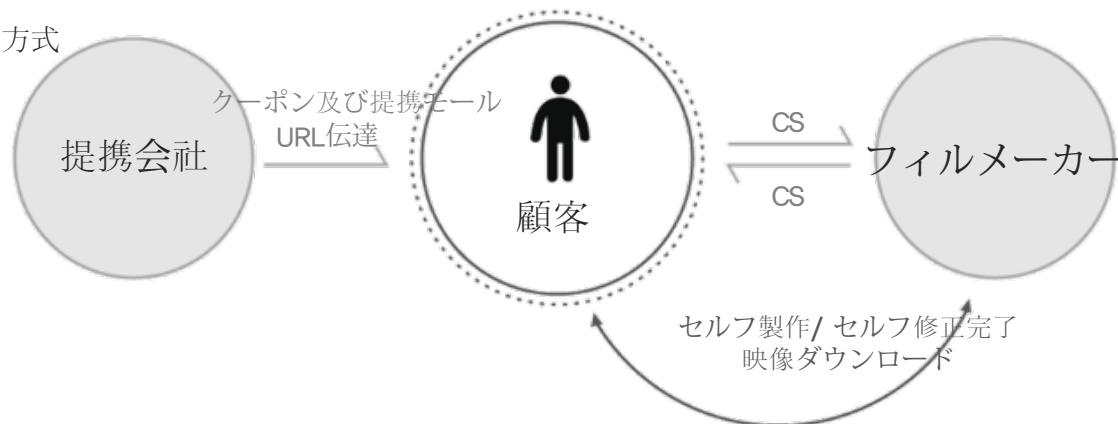 方式
クーポン及び提携モール
URL伝達
提携会社
顧客
CS
CS
フィルメーカー
セルフ製作/ セルフ修正完了
映像ダウンロード